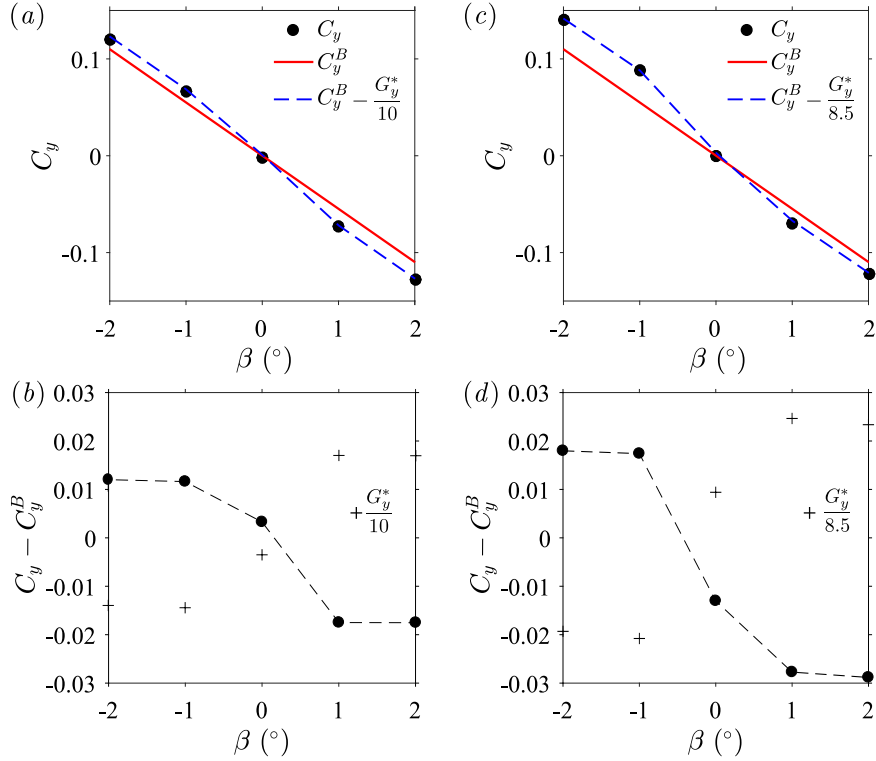 (a)
C_y
C_y^B
C_y^B − G_y^*/10
0.1
0
-0.1
C_y
-2 -1 0 1 2
β (°)
(c)
C_y
C_y^B
C_y^B − G_y^*/8.5
0.1
0
-0.1
C_y
-2 -1 0 1 2
β (°)
(b)
0.03
0.02
0.01
0
-0.01
-0.02
-0.03
C_y − C_y^B
+ G_y^*/10
-2 -1 0 1 2
β (°)
(d)
0.03
0.02
0.01
0
-0.01
-0.02
-0.03
C_y − C_y^B
+ G_y^*/8.5
-2 -1 0 1 2
β (°)